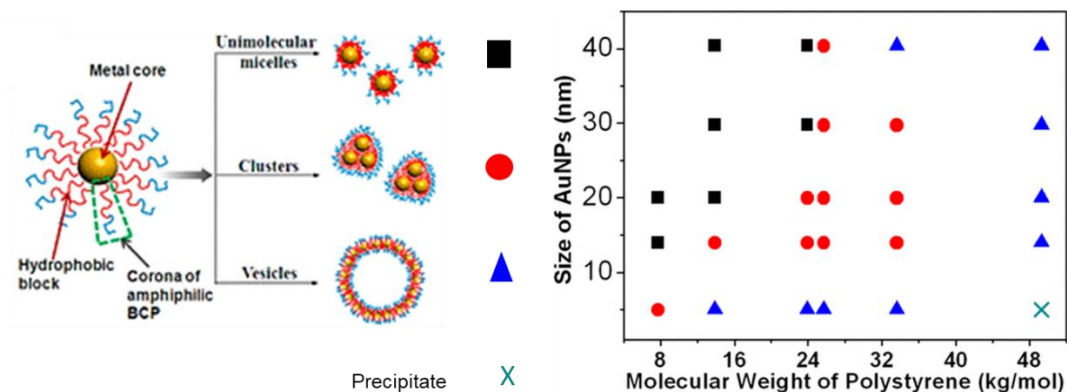 Metal core
Hydrophobic
block
Corona of
amphiphilic
BCP
Unimolecular
micelles
Clusters
Vesicles
Precipitate X
Size of AuNPs (nm)
40
30
20
10
8 16 24 32 40 48
Molecular Weight of Polystyrene (kg/mol)